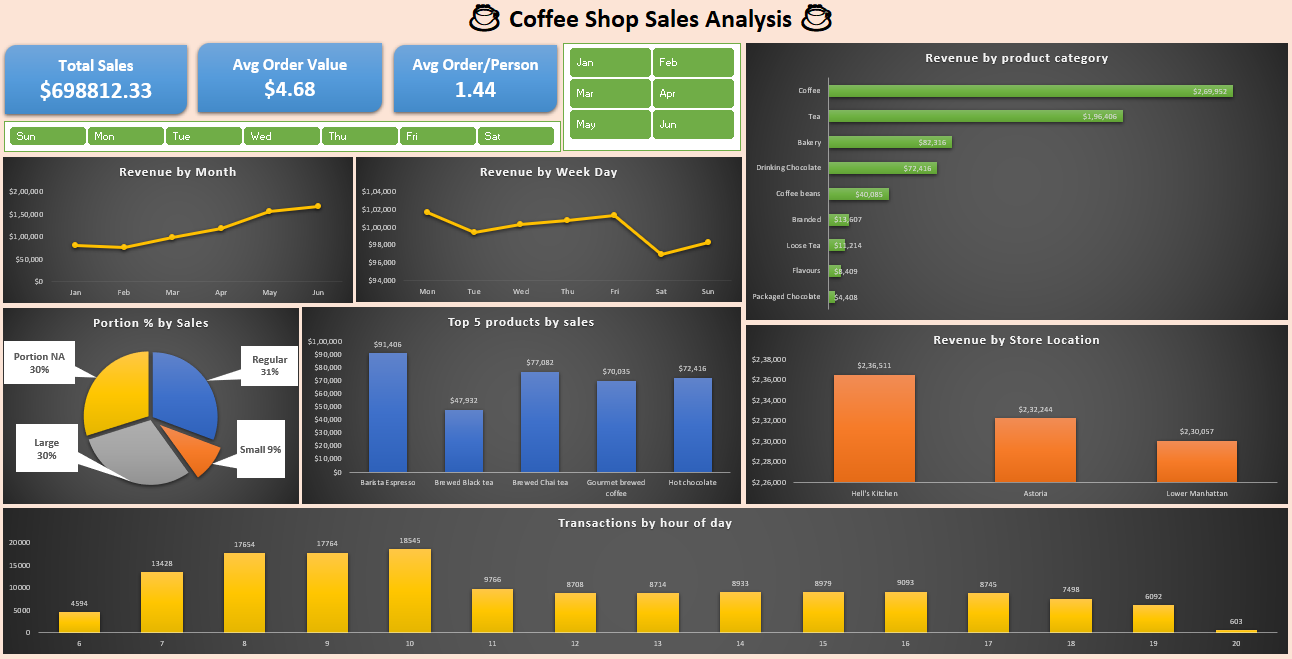 Coffee Shop Sales Analysis
Total Sales
$698812.33
Avg Order Value
$4.68
Avg Order/Person
1.44
Jan
Feb
Mar
Apr
May
Jun
Sun
Mon
Tue
Wed
Thu
Fri
Sat
Revenue by Month
$2,00,000
$1,50,000
$1,00,000
$50,000
$0
Jan
Feb
Mar
Apr
May
Jun
Revenue by Week Day
$1,04,000
$1,02,000
$1,00,000
$98,000
$96,000
$94,000
Mon
Tue
Wed
Thu
Fri
Sat
Sun
Revenue by product category
Coffee
$2,69,952
Tea
$1,96,406
Bakery
$82,316
Drinking Chocolate
$72,416
Coffee beans
$40,085
Branded
$13,607
Loose Tea
$11,214
Flavours
$8,409
Packaged Chocolate
$4,408
Portion % by Sales
Portion NA
30%
Regular
31%
Large
30%
Small 9%
Top 5 products by sales
$1,00,000
$90,000
$80,000
$70,000
$60,000
$50,000
$40,000
$30,000
$20,000
$10,000
$0
$91,406
$47,932
$77,082
$70,035
$72,416
Barista Espresso
Brewed Black tea
Brewed Chai tea
Gourmet brewed
coffee
Hot chocolate
Revenue by Store Location
$2,38,000
$2,36,000
$2,34,000
$2,32,000
$2,30,000
$2,28,000
$2,26,000
$2,36,511
$2,32,244
$2,30,057
Hell's Kitchen
Astoria
Lower Manhattan
Transactions by hour of day
20000
15000
10000
5000
0
4594
13428
17654
17764
18545
9766
8708
8714
8933
8979
9093
8745
7498
6092
603
6
7
8
9
10
11
12
13
14
15
16
17
18
19
20